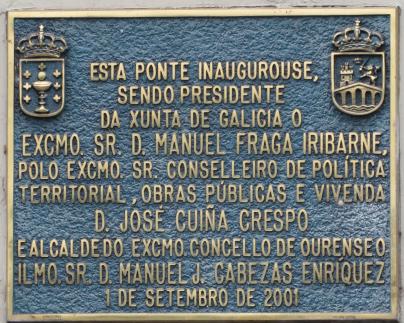 ESTA PONTE INAUGUROUSE,
SENDO PRESIDENTE
DA XUNTA DE GALICIA O
EXCMO. SR. D. MANUEL FRAGA IRIBARNE,
POLO EXCMO. SR. CONSELLEIRO DE POLÍTICA
TERRITORIAL, OBRAS PÚBLICAS E VIVENDA
D. JOSÉ CUIÑA CRESPO
E ALCALDE DO EXCMO. CONCELLO DE OURENSE O
ILMO. SR. D. MANUEL J. CABEZAS ENRÍQUEZ
1 DE SETEMBRO DE 2001